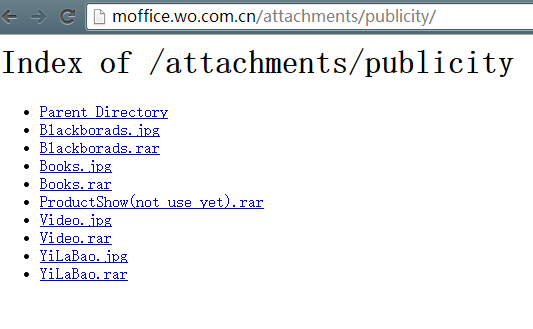 moffice.wo.com.cn/attachments/publicity/
Index of /attachments/publicity
Parent Directory
Blackborads.jpg
Blackborads.rar
Books.jpg
Books.rar
ProductShow(not use yet).rar
Video.jpg
Video.rar
YiLaBao.jpg
YiLaBao.rar